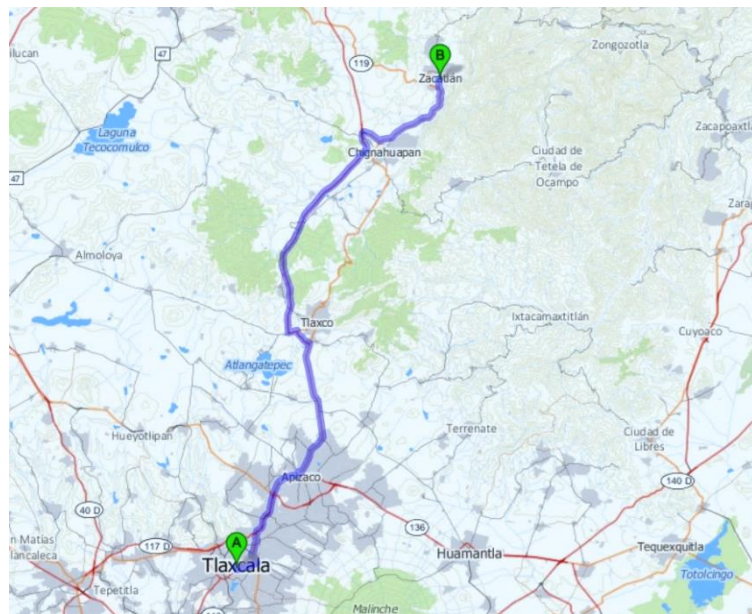 47
Zongozotla
119
B
Zacatlán
Laguna
Tecocomulco
Chignahuapan
Ciudad de
Tetela de
Ocampo
47
Almoloya
Tlaxco
Ixtacamaxtitlán
Cuyoaco
Atlangatepec
Hueyotlipan
Terrenate
Ciudad de
Libres
Apizaco
140 D
40 D
136
A
117 D
Huamantla
Tequexquitla
Tlaxcala
Tepetitla
Totolcingo
Malinche